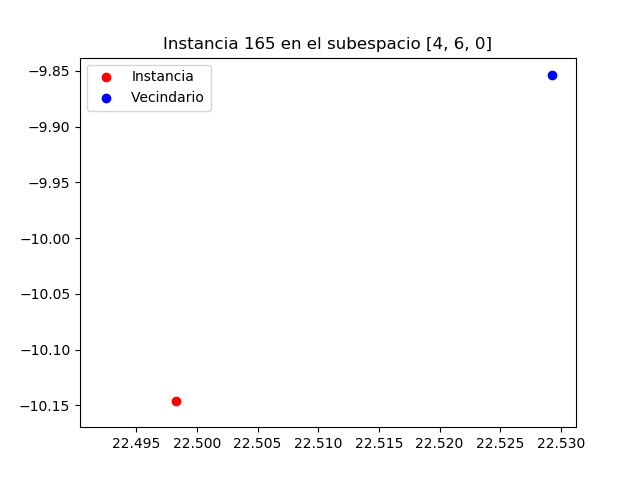 Instancia 165 en el subespacio [4, 6, 0]
Instancia
Vecindario
−9.85
−9.90
−9.95
−10.00
−10.05
−10.10
−10.15
22.495 22.500 22.505 22.510 22.515 22.520 22.525 22.530